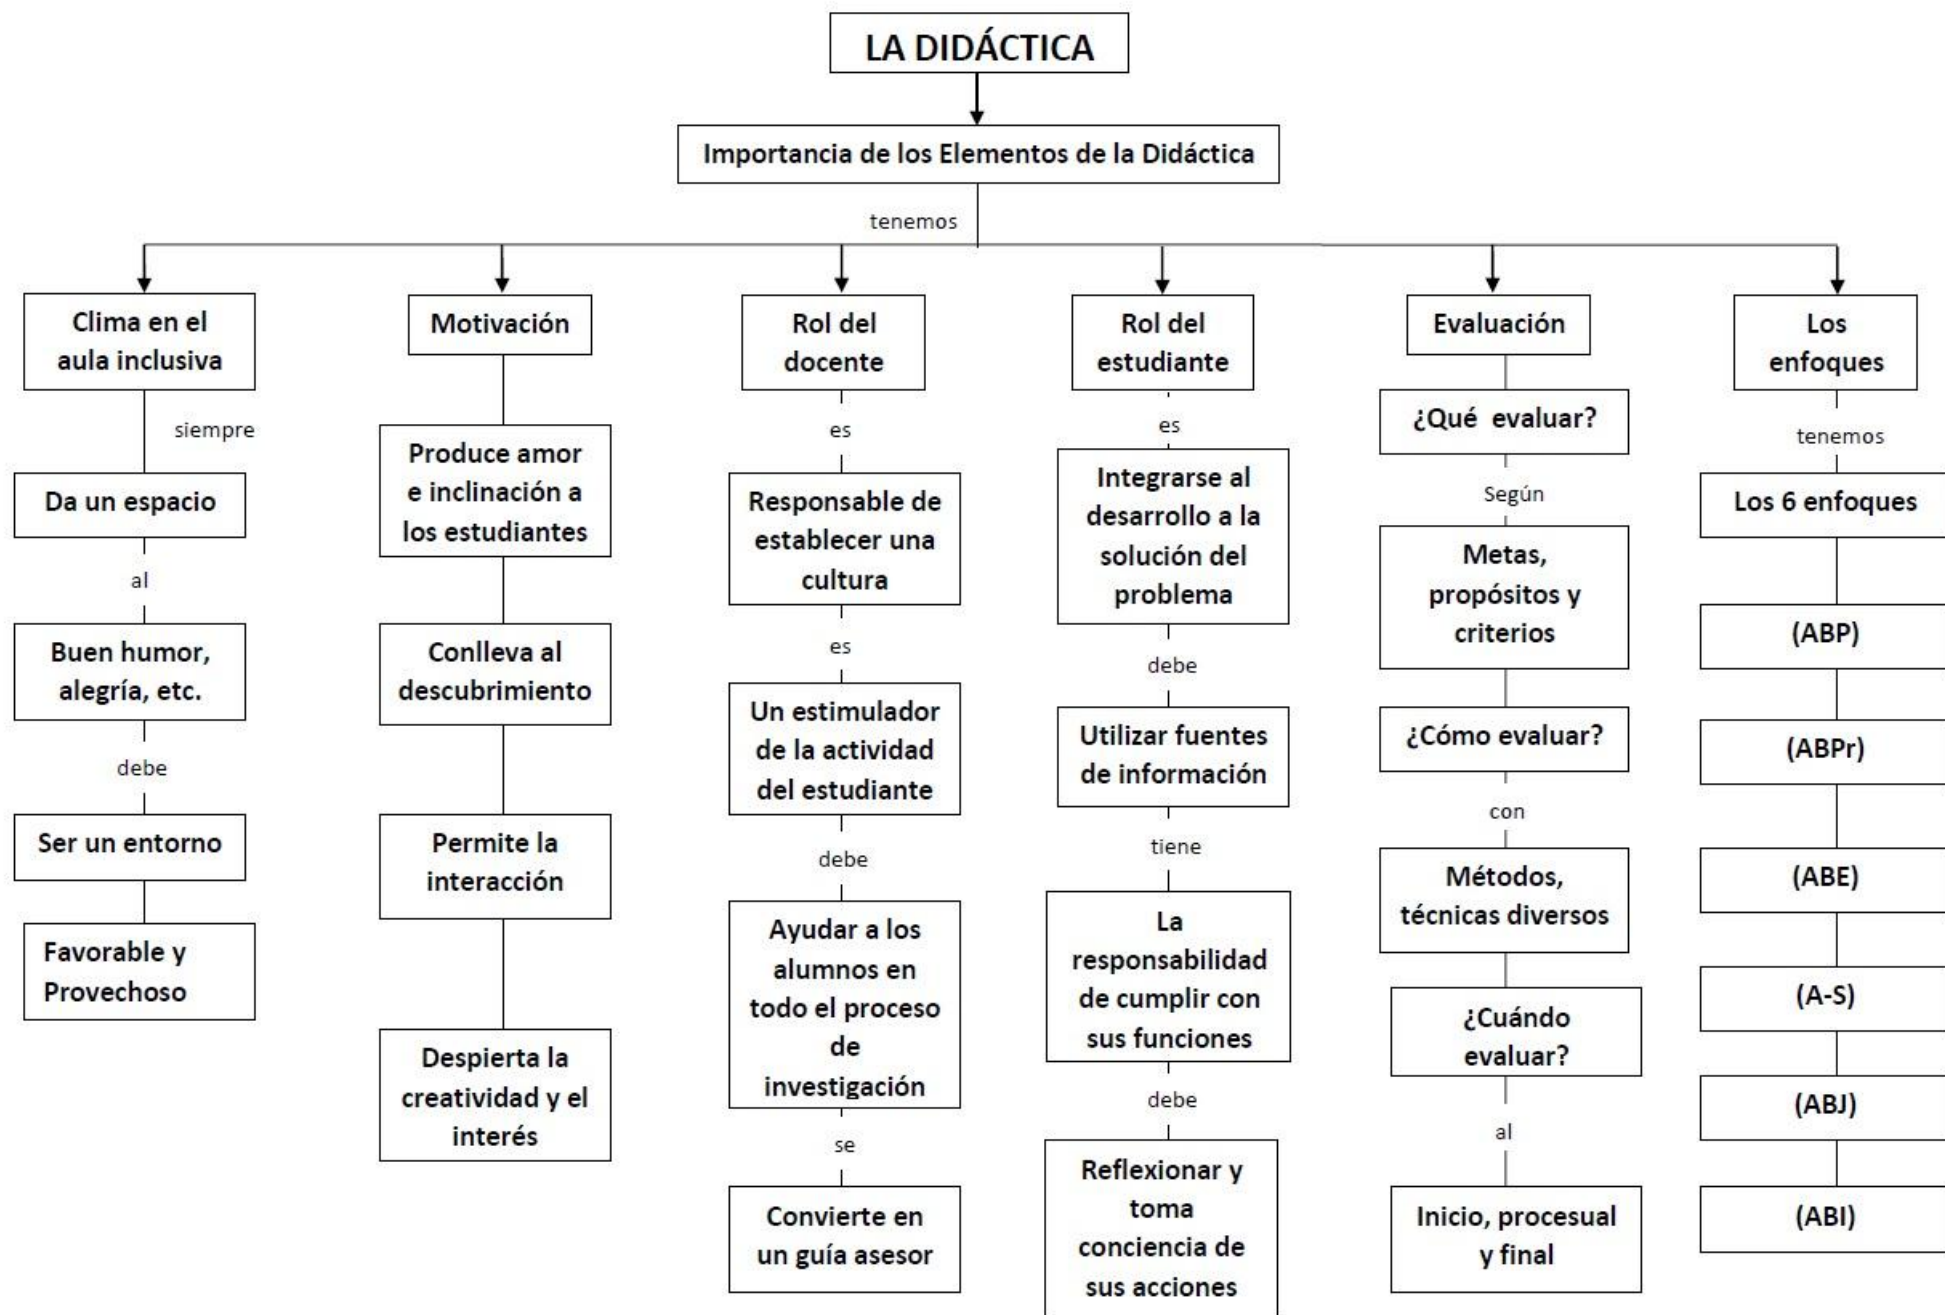 LA DIDÁCTICA
Importancia de los Elementos de la Didáctica
tenemos
Clima en el
aula inclusiva
siempre
Da un espacio
al
Buen humor,
alegría, etc.
debe
Ser un entorno
Favorable y
Provechoso
Motivación
Produce amor
e inclinación a
los estudiantes
Conlleva al
descubrimiento
Permite la
interacción
Despierta la
creatividad y el
interés
Rol del
docente
es
Responsable de
establecer una
cultura
es
Un estimulador
de la actividad
del estudiante
debe
Ayudar a los
alumnos en
todo el proceso
de
investigación
se
Convierte en
un guía asesor
Rol del
estudiante
es
Integrarse al
desarrollo a la
solución del
problema
debe
Utilizar fuentes
de información
tiene
La
responsabilidad
de cumplir con
sus funciones
debe
Reflexionar y
toma
conciencia de
sus acciones
Evaluación
¿Qué evaluar?
Según
Metas,
propósitos y
criterios
¿Cómo evaluar?
con
Métodos,
técnicas diversos
¿Cuándo
evaluar?
al
Inicio, procesual
y final
Los
enfoques
tenemos
Los 6 enfoques
(ABP)
(ABPr)
(ABE)
(A-S)
(ABJ)
(ABI)